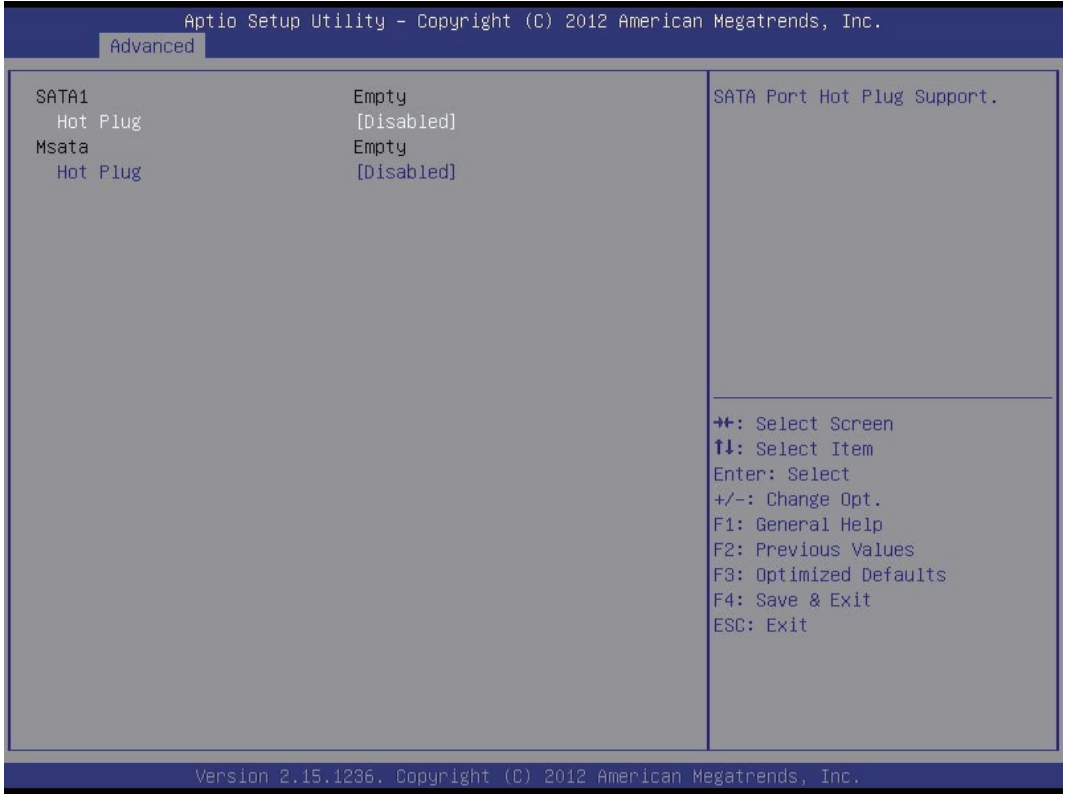 Aptio Setup Utility – Copyright (C) 2012 American Megatrends, Inc.
Advanced
SATA1 Empty
Hot Plug [Disabled]
Msata Empty
Hot Plug [Disabled]
SATA Port Hot Plug Support.
→←: Select Screen
↑↓: Select Item
Enter: Select
+/-: Change Opt.
F1: General Help
F2: Previous Values
F3: Optimized Defaults
F4: Save & Exit
ESC: Exit
Version 2.15.1236. Copyright (C) 2012 American Megatrends, Inc.